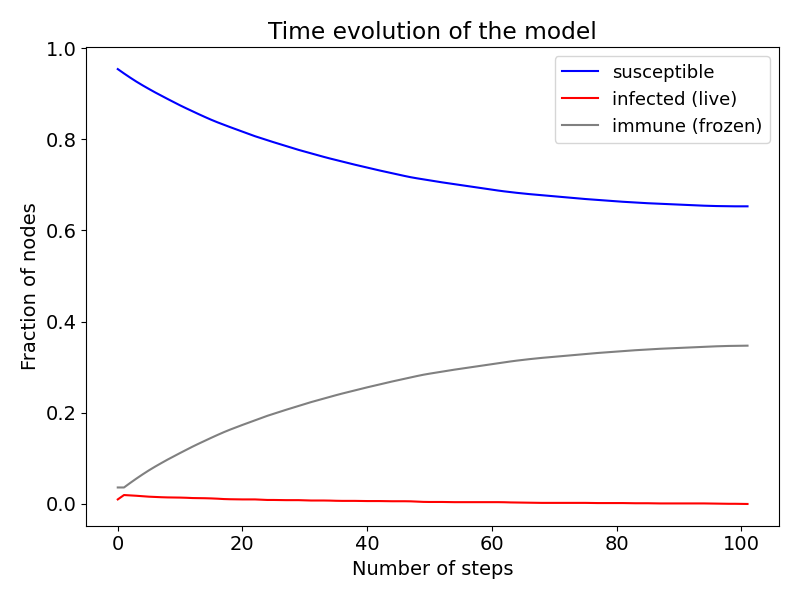 Time evolution of the model
susceptible
infected (live)
immune (frozen)
Fraction of nodes
1.0
0.8
0.6
0.4
0.2
0.0
0
20
40
60
80
100
Number of steps